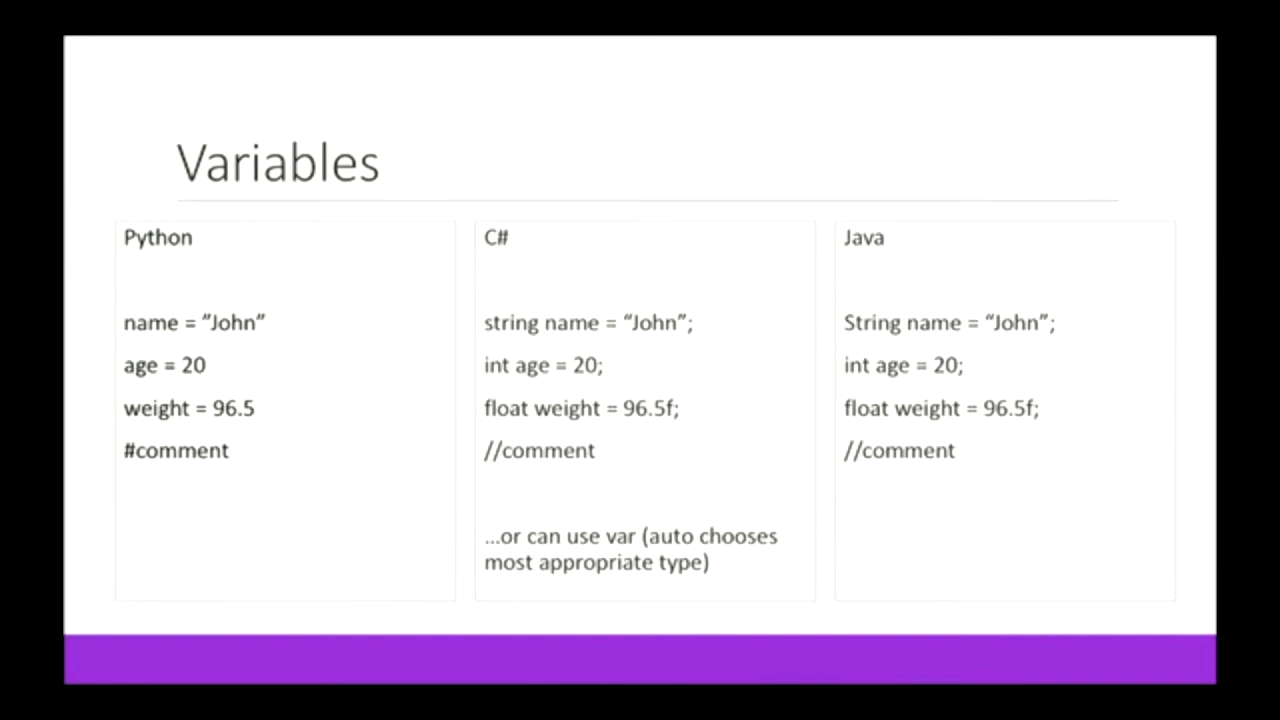 Variables
Python
name = ”John”
age = 20
weight = 96.5
#comment
C#
string name = “John”;
int age = 20;
float weight = 96.5f;
//comment
...or can use var (auto chooses
most appropriate type)
Java
String name = “John”;
int age = 20;
float weight = 96.5f;
//comment